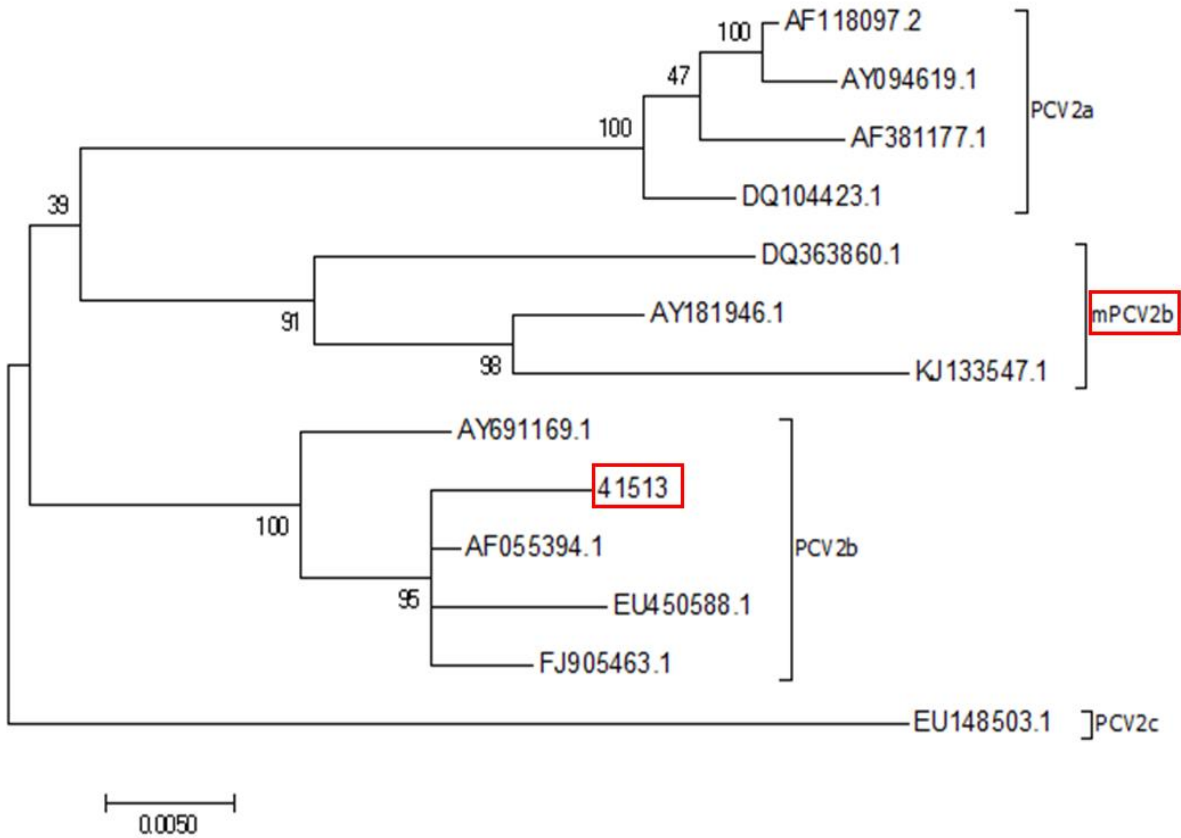 AF118097.2
100
AY094619.1
47
PCV2a
AF381177.1
100
DQ104423.1
39
DQ363860.1
91
AY181946.1
mPCV2b
98
KJ133547.1
AY691169.1
41513
100
AF055394.1
PCV2b
95
EU450588.1
FJ905463.1
EU148503.1
PCV2c
0.0050